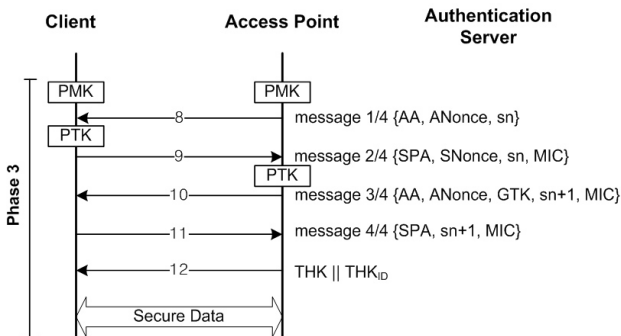 Client
Access Point
Authentication
Server
Phase 3
PMK
PMK
8
message 1/4 {AA, ANonce, sn}
PTK
9
message 2/4 {SPA, SNonce, sn, MIC}
PTK
10
message 3/4 {AA, ANonce, GTK, sn+1, MIC}
11
message 4/4 {SPA, sn+1, MIC}
12
THK || THKID
Secure Data